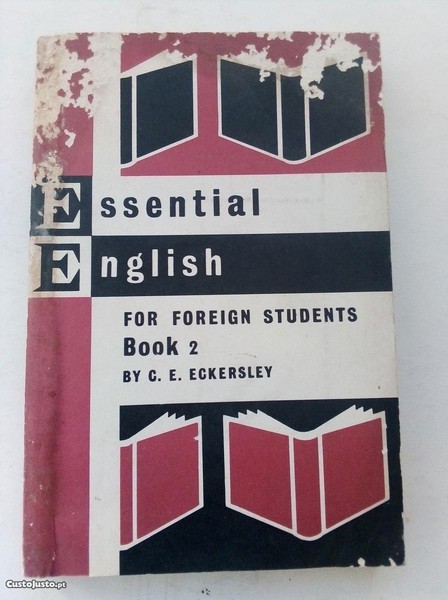 Essential
English
FOR FOREIGN STUDENTS
Book 2
BY C. E. ECKERSLEY
CustoJusto.pt